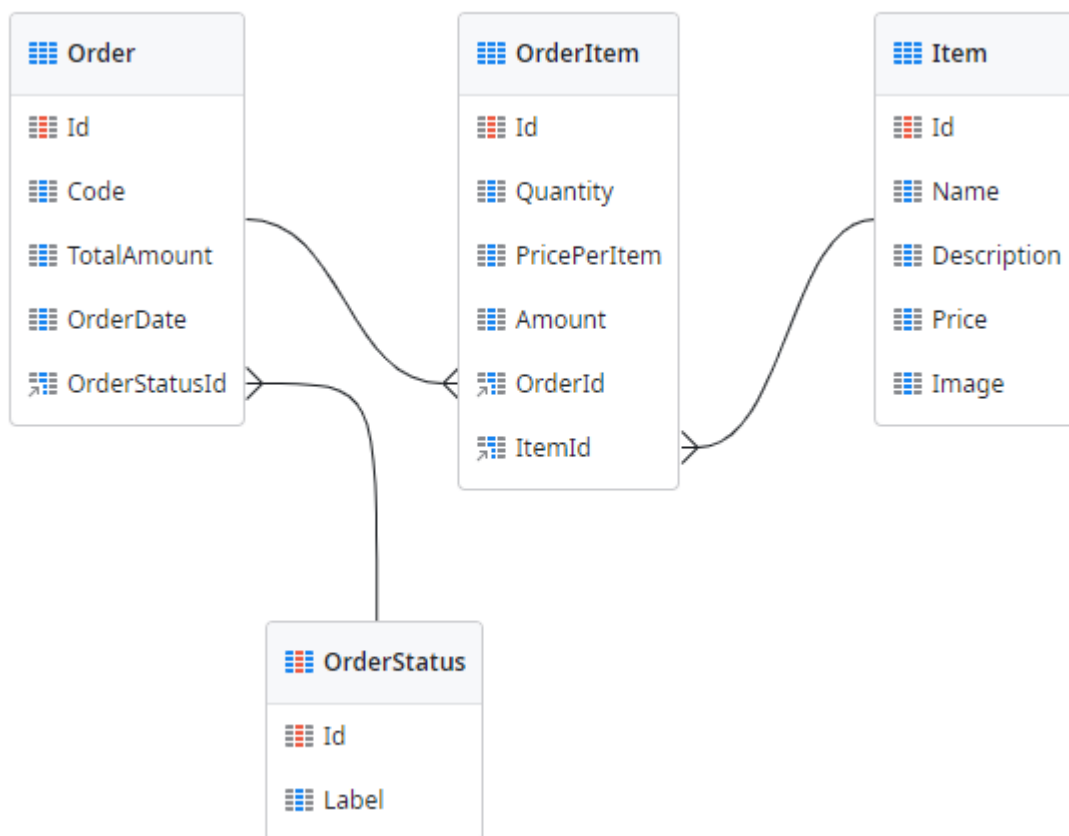 Order
Id
Code
TotalAmount
OrderDate
OrderStatusId
OrderItem
Id
Quantity
PricePerItem
Amount
OrderId
ItemId
Item
Id
Name
Description
Price
Image
OrderStatus
Id
Label